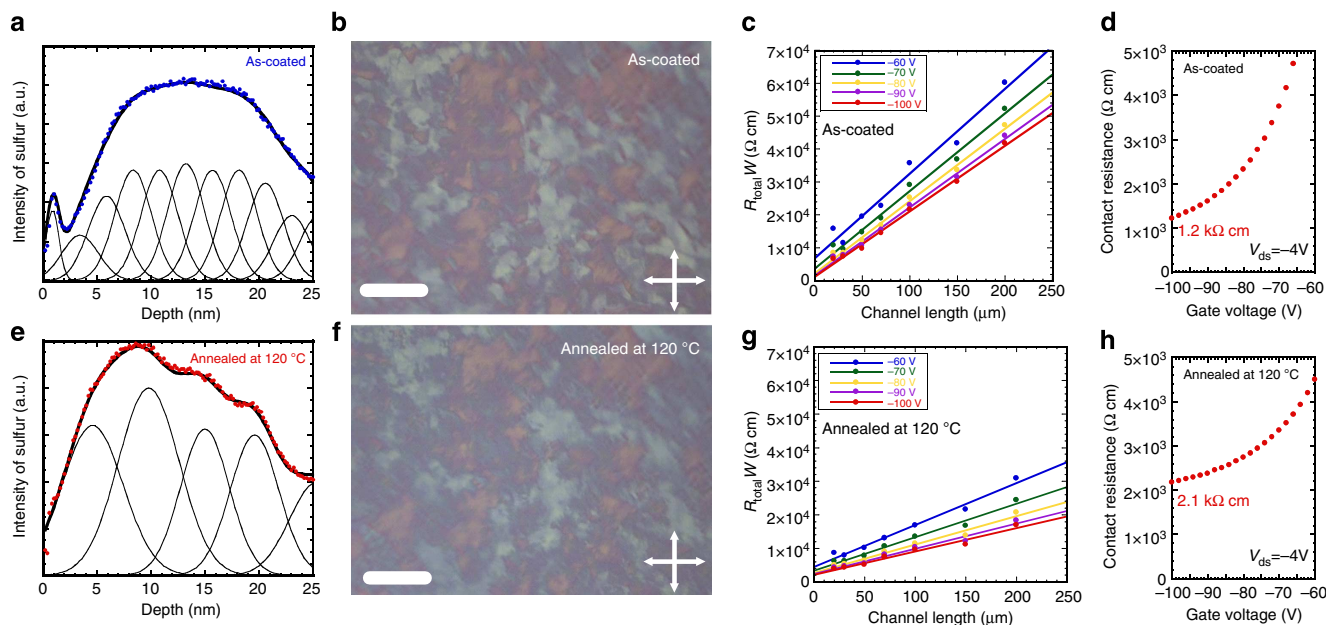 a
Intensity of sulfur (a.u.)
As-coated
0 5 10 15 20 25
Depth (nm)
b
As-coated
c
R_total W (Ω cm)
7×10⁴
6×10⁴
5×10⁴
4×10⁴
3×10⁴
2×10⁴
1×10⁴
0
−60 V
−70 V
−80 V
−90 V
−100 V
As-coated
0 50 100 150 200 250
Channel length (μm)
d
Contact resistance (Ω cm)
5×10³
4×10³
3×10³
2×10³
1×10³
0
As-coated
1.2 kΩ cm
V_ds=−4V
−100 −90 −80 −70 −60
Gate voltage (V)
e
Intensity of sulfur (a.u.)
Annealed at 120 °C
0 5 10 15 20 25
Depth (nm)
f
Annealed at 120 °C
g
R_total W (Ω cm)
7×10⁴
6×10⁴
5×10⁴
4×10⁴
3×10⁴
2×10⁴
1×10⁴
0
−60 V
−70 V
−80 V
−90 V
−100 V
Annealed at 120 °C
0 50 100 150 200 250
Channel length (μm)
h
Contact resistance (Ω cm)
5×10³
4×10³
3×10³
2×10³
1×10³
0
Annealed at 120 °C
2.1 kΩ cm
V_ds=−4V
−100 −90 −80 −70 −60
Gate voltage (V)